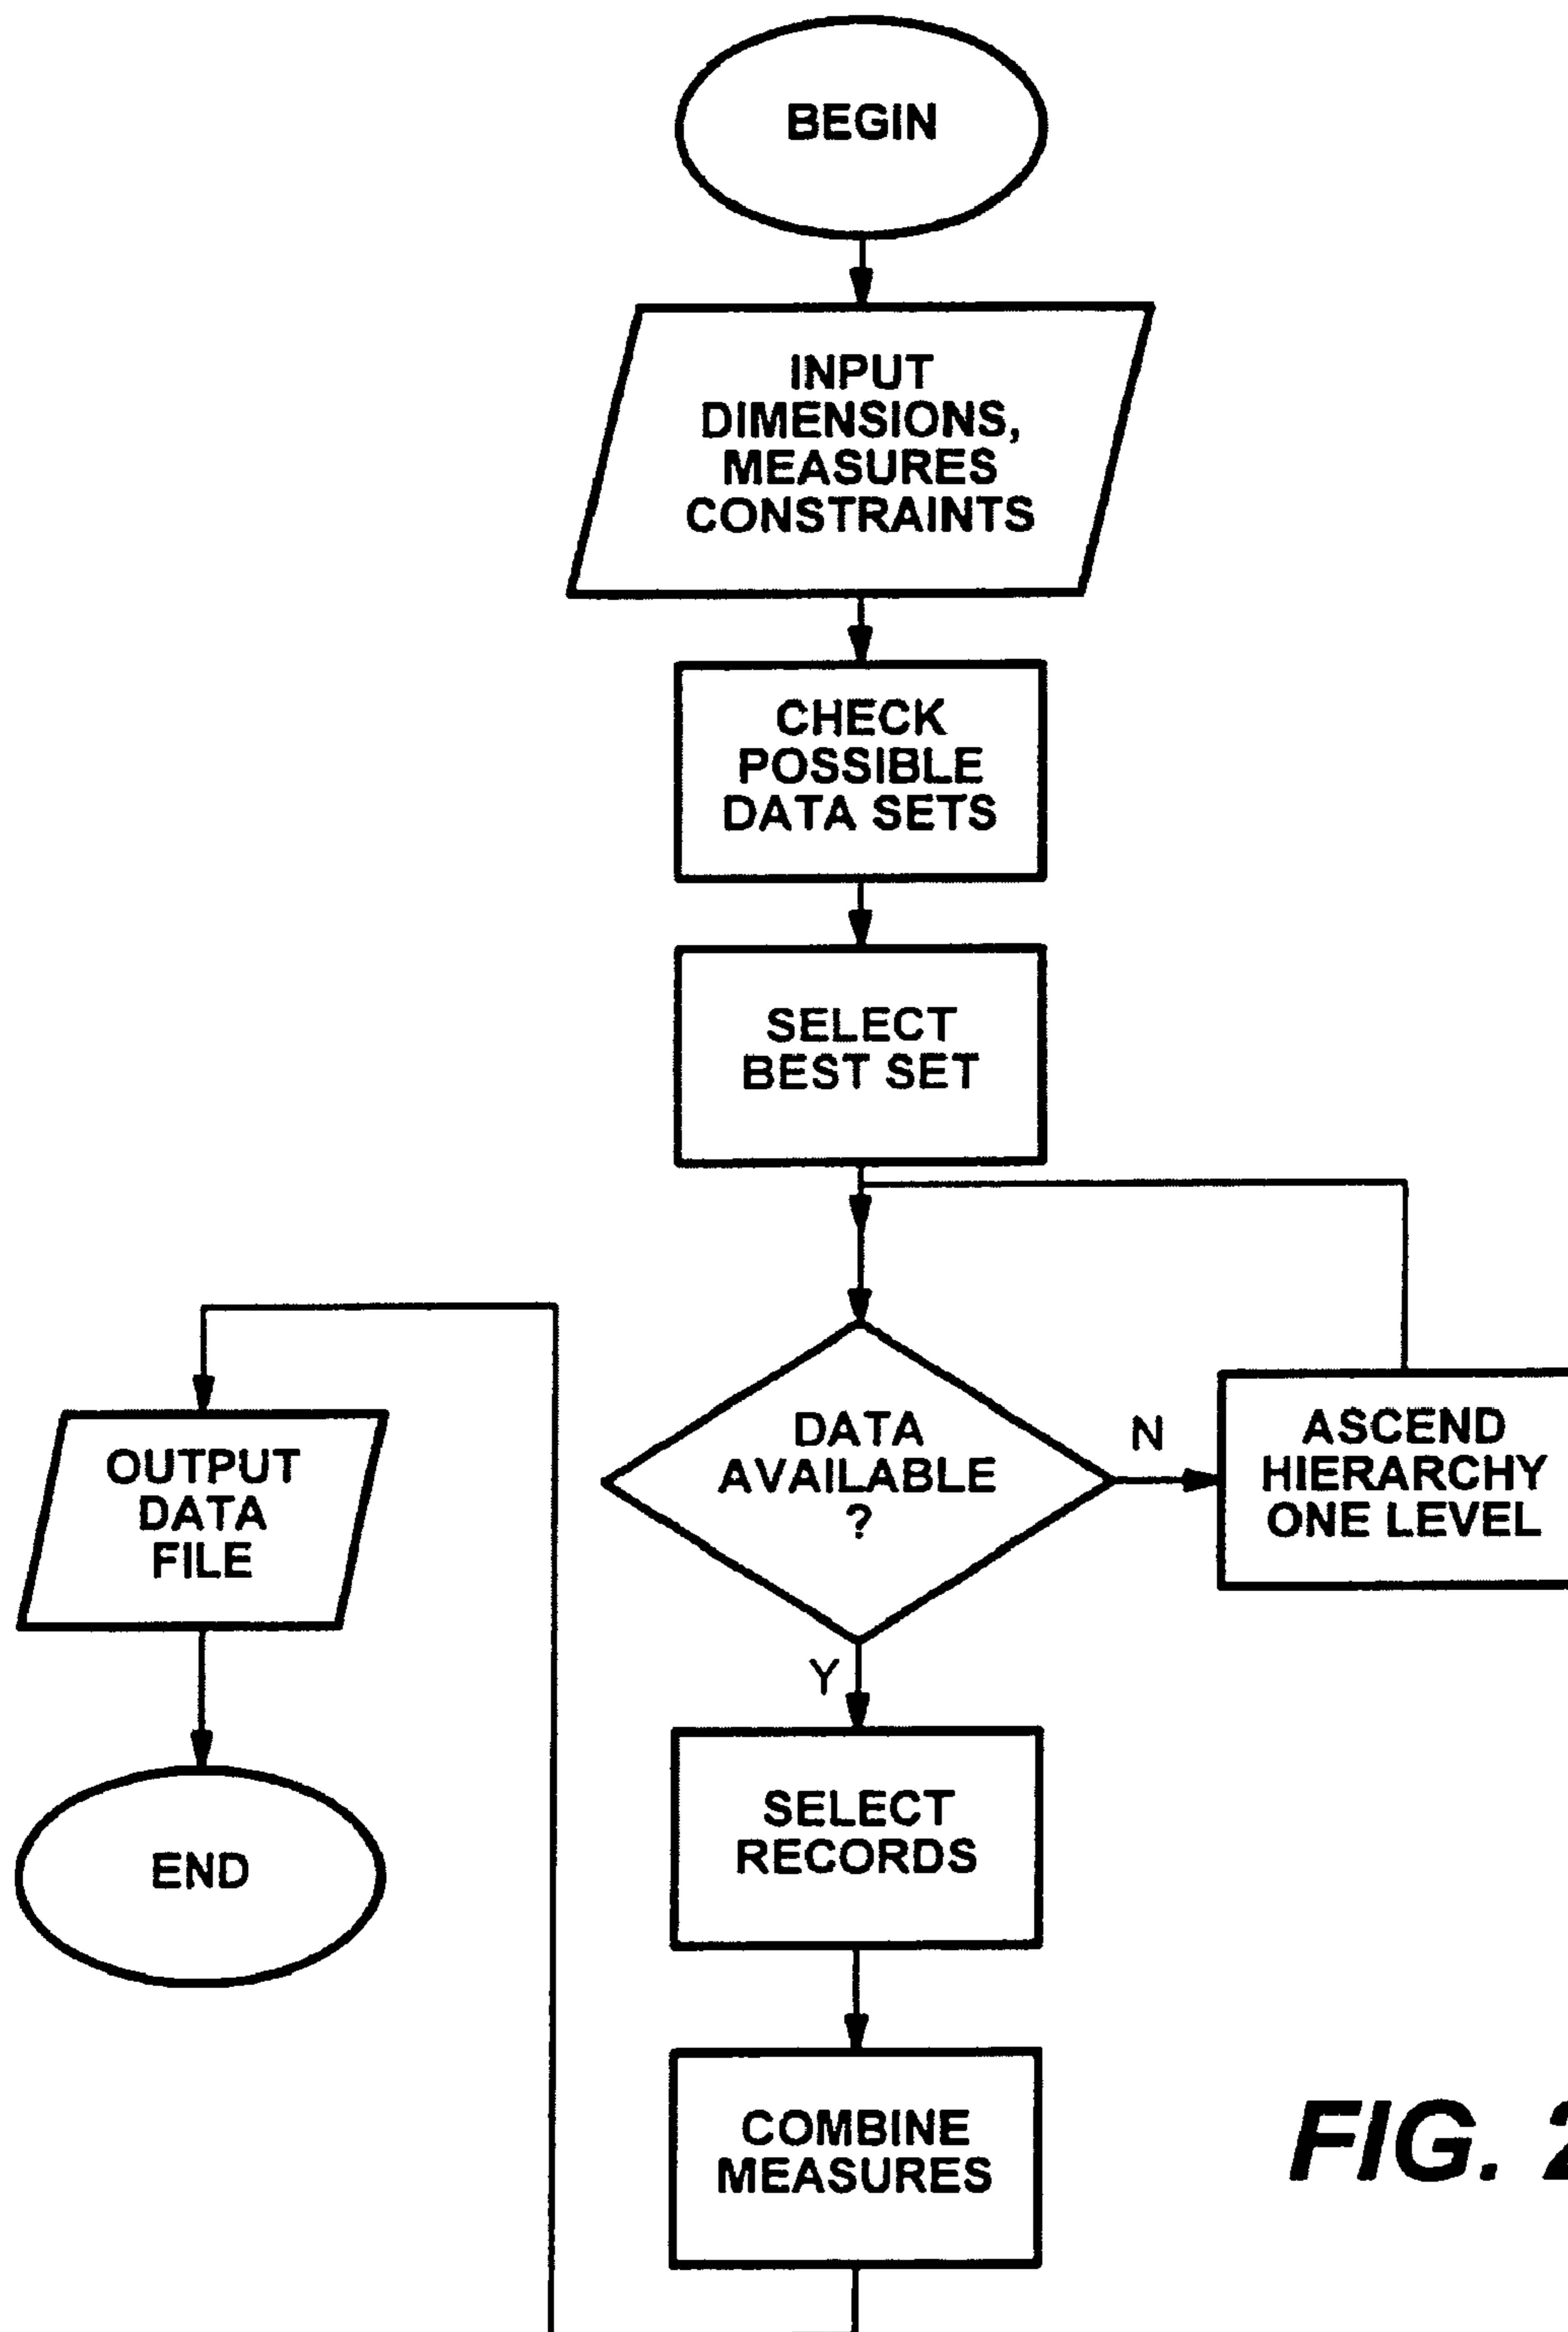 BEGIN
INPUT
DIMENSIONS,
MEASURES
CONSTRAINTS
CHECK
POSSIBLE
DATA SETS
SELECT
BEST SET
DATA
AVAILABLE
?
N
ASCEND
HIERARCHY
ONE LEVEL
Y
SELECT
RECORDS
COMBINE
MEASURES
OUTPUT
DATA
FILE
END
FIG. 2